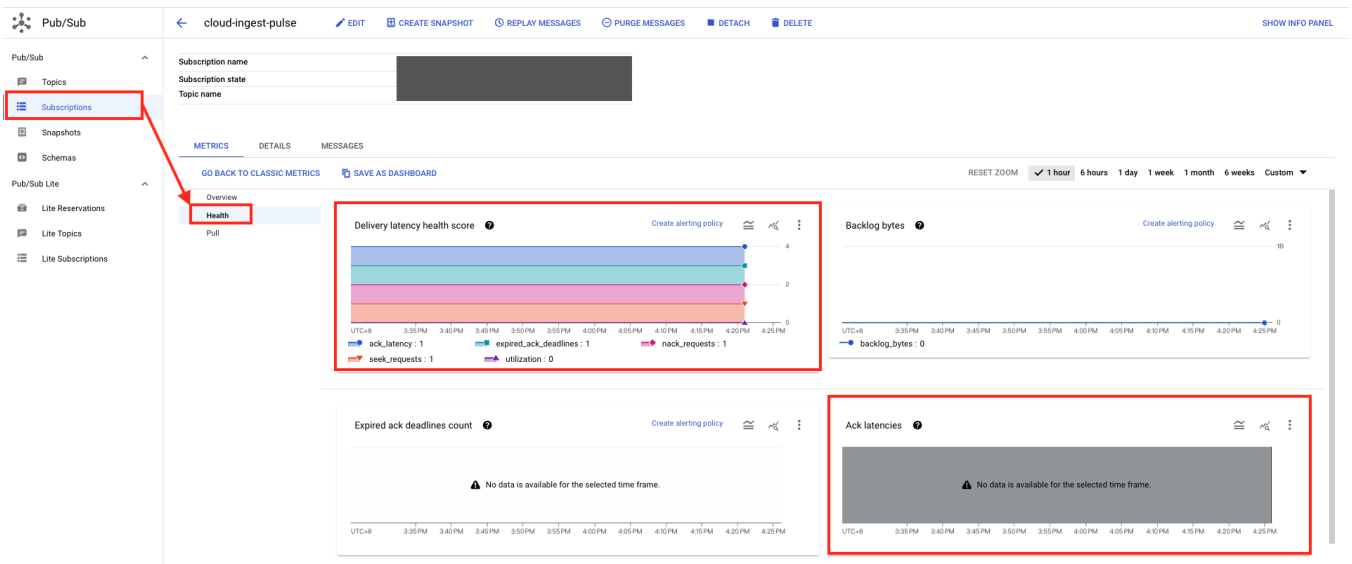 Pub/Sub
cloud-ingest-pulse
EDIT
CREATE SNAPSHOT
REPLAY MESSAGES
PURGE MESSAGES
DETACH
DELETE
SHOW INFO PANEL
Pub/Sub
Topics
Subscriptions
Snapshots
Schemas
Pub/Sub Lite
Lite Reservations
Lite Topics
Lite Subscriptions
Subscription name
Subscription state
Topic name
METRICS DETAILS MESSAGES
GO BACK TO CLASSIC METRICS SAVE AS DASHBOARD
RESET ZOOM 1 hour 6 hours 1 day 1 week 1 month 6 weeks Custom
Overview
Health
Pull
Delivery latency health score
Create alerting policy
4
2
0
UTC+8 3:35 PM 3:40 PM 3:45 PM 3:50 PM 3:55 PM 4:00 PM 4:05 PM 4:10 PM 4:15 PM 4:20 PM 4:25 PM
ack_latency : 1 expired_ack_deadlines : 1 nack_requests : 1
seek_requests : 1 utilization : 0
Backlog bytes
Create alerting policy
1B
0
UTC+8 3:35 PM 3:40 PM 3:45 PM 3:50 PM 3:55 PM 4:00 PM 4:05 PM 4:10 PM 4:15 PM 4:20 PM 4:25 PM
backlog_bytes : 0
Expired ack deadlines count
Create alerting policy
No data is available for the selected time frame.
UTC+8 3:35 PM 3:40 PM 3:45 PM 3:50 PM 3:55 PM 4:00 PM 4:05 PM 4:10 PM 4:15 PM 4:20 PM 4:25 PM
Ack latencies
No data is available for the selected time frame.
UTC+8 3:35 PM 3:40 PM 3:45 PM 3:50 PM 3:55 PM 4:00 PM 4:05 PM 4:10 PM 4:15 PM 4:20 PM 4:25 PM